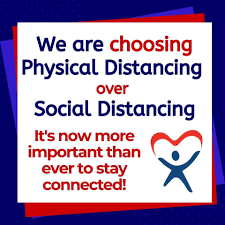 We are choosing
Physical Distancing
over
Social Distancing
It's now more
important than
ever to stay
connected!